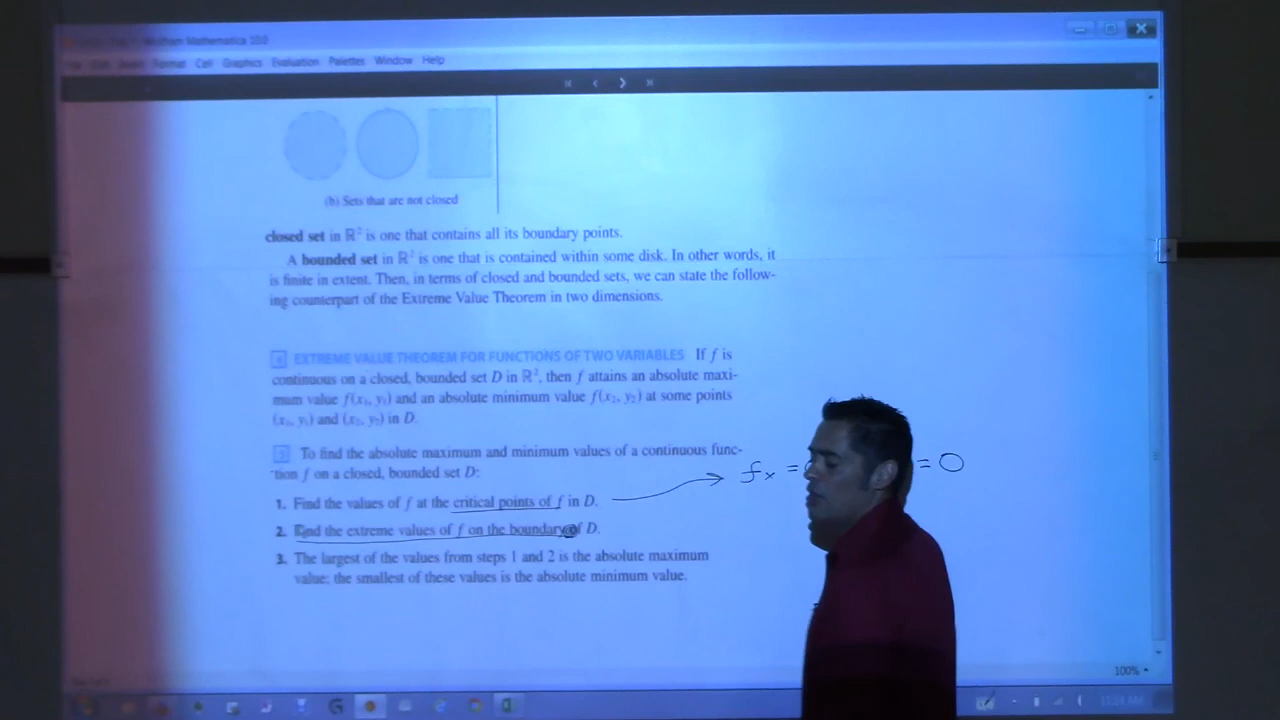 Wolfram Mathematica 10.0
Format Cell Graphics Evaluation Palettes Window Help
(b) Sets that are not closed
closed set in ℝ² is one that contains all its boundary points.
A bounded set in ℝ² is one that is contained within some disk. In other words, it
is finite in extent. Then, in terms of closed and bounded sets, we can state the follow-
ing counterpart of the Extreme Value Theorem in two dimensions.
EXTREME VALUE THEOREM FOR FUNCTIONS OF TWO VARIABLES If f is
continuous on a closed, bounded set D in ℝ², then f attains an absolute maxi-
mum value f(x₁, y₁) and an absolute minimum value f(x₂, y₂) at some points
(x₁, y₁) and (x₂, y₂) in D.
To find the absolute maximum and minimum values of a continuous func-
tion f on a closed, bounded set D:
1. Find the values of f at the critical points of f in D.
fx = = 0
2. Find the extreme values of f on the boundary of D.
3. The largest of the values from steps 1 and 2 is the absolute maximum
value; the smallest of these values is the absolute minimum value.
100%